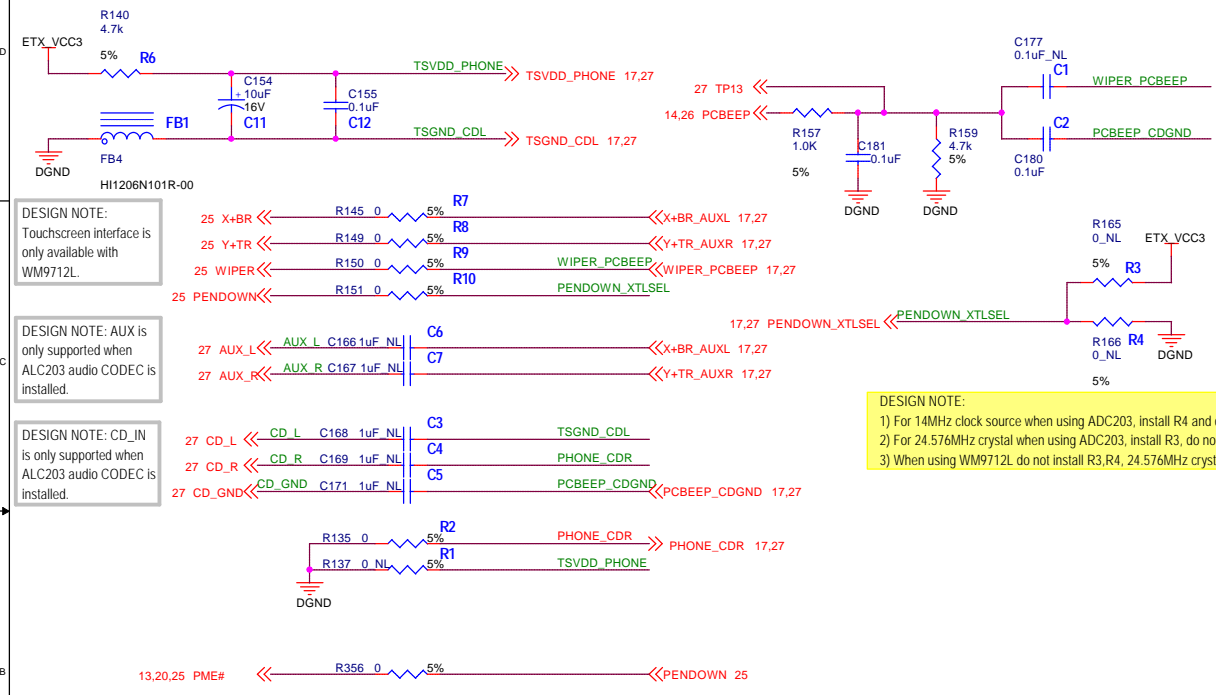 D
R140
4.7k
ETX_VCC3
5% R6
TSVDD_PHONE
TSVDD_PHONE 17,27
C154
+ 10uF
16V
C11
C155
0.1uF
C12
FB1
TSGND_CDL
TSGND_CDL 17,27
DGND
FB4
HI1206N101R-00
C177
0.1uF_NL
C1
WIPER_PCBEEP
27 TP13
14,26 PCBEEP
R157
1.0K
5%
C181
0.1uF
R159
4.7k
5%
C2
PCBEEP_CDGND
C180
0.1uF
DGND
DGND
DESIGN NOTE:
Touchscreen interface is
only available with
WM9712L.
25 X+BR R145 0 5% R7 X+BR_AUXL 17,27
25 Y+TR R149 0 5% R8 Y+TR_AUXR 17,27
25 WIPER R150 0 5% R9 WIPER_PCBEEP WIPER_PCBEEP 17,27
25 PENDOWN R151 0 5% R10 PENDOWN_XTLSEL
R165
0_NL
ETX_VCC3
5%
R3
17,27 PENDOWN_XTLSEL PENDOWN_XTLSEL
R166
0_NL
R4
DGND
5%
C
DESIGN NOTE: AUX is
only supported when
ALC203 audio CODEC is
installed.
27 AUX_L AUX_L C166 1uF_NL C6 X+BR_AUXL 17,27
27 AUX_R AUX_R C167 1uF_NL C7 Y+TR_AUXR 17,27
DESIGN NOTE:
1) For 14MHz clock source when using ADC203, install R4 and
2) For 24.576MHz crystal when using ADC203, install R3, do
3) When using WM9712L do not install R3,R4, 24.576MHz
DESIGN NOTE: CD_IN
is only supported when
ALC203 audio CODEC is
installed.
27 CD_L CD_L C168 1uF_NL C3 TSGND_CDL
27 CD_R CD_R C169 1uF_NL C4 PHONE_CDR
27 CD_GND CD_GND C171 1uF_NL C5 PCBEEP_CDGND PCBEEP_CDGND 17,27
R135 0 5% R2 PHONE_CDR PHONE_CDR 17,27
R137 0_NL 5% R1 TSVDD_PHONE
DGND
B
13,20,25 PME# R356 0 5% PENDOWN 25